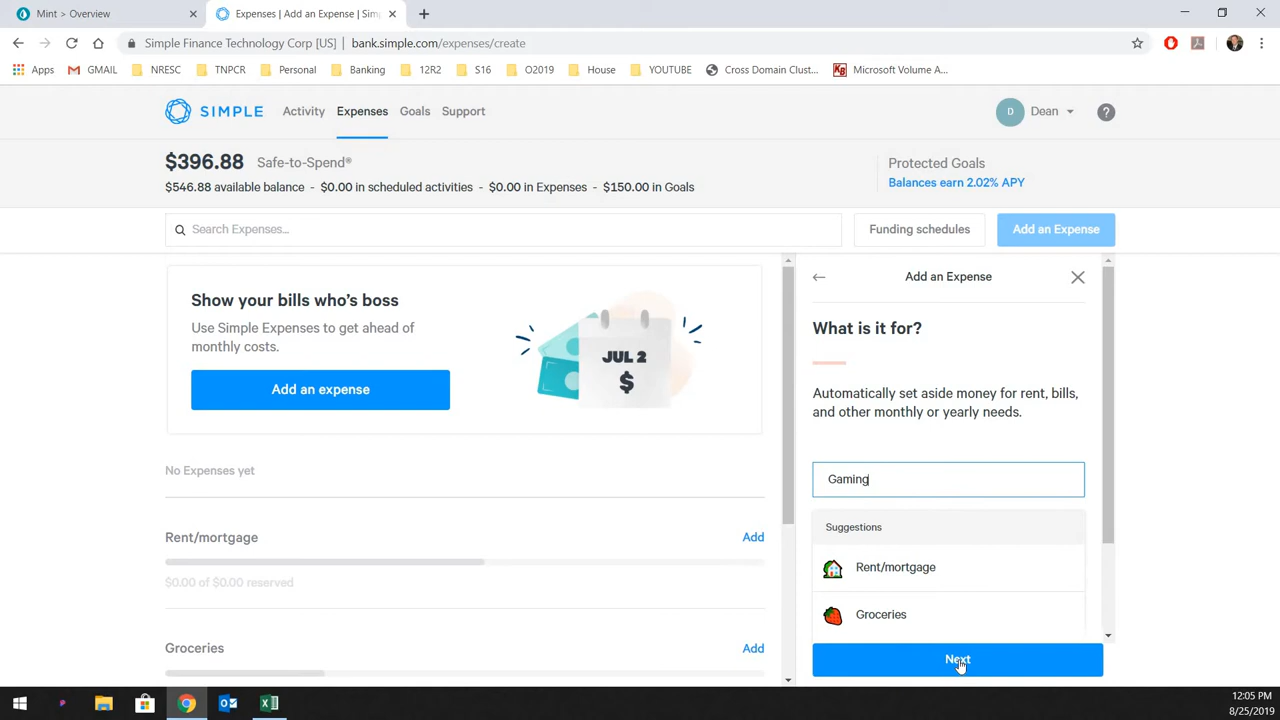 Mint > Overview
Expenses | Add an Expense | Sim
Simple Finance Technology Corp [US] | bank.simple.com/expenses/create
Apps GMAIL NRESC TNPCR Personal Banking 12R2 S16 O2019 House YOUTUBE Cross Domain Clust... Microsoft Volume A...
SIMPLE Activity Expenses Goals Support D Dean ?
$396.88 Safe-to-Spend®
$546.88 available balance - $0.00 in scheduled activities - $0.00 in Expenses - $150.00 in Goals
Protected Goals
Balances earn 2.02% APY
Search Expenses...
Funding schedules
Add an Expense
Show your bills who's boss
Use Simple Expenses to get ahead of
monthly costs.
Add an expense
JUL 2
$
No Expenses yet
Rent/mortgage Add
$0.00 of $0.00 reserved
Groceries Add
Add an Expense
What is it for?
Automatically set aside money for rent, bills,
and other monthly or yearly needs.
Gaming
Suggestions
Rent/mortgage
Groceries
Next
12:05 PM
8/25/2019